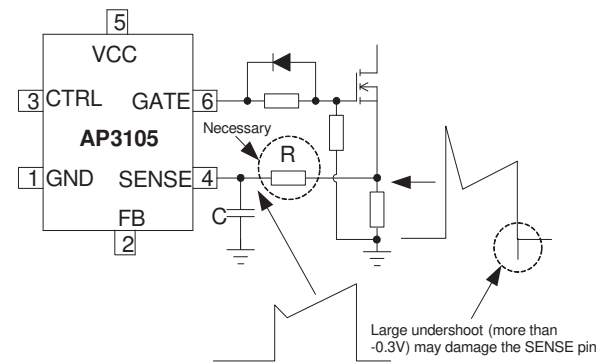 5
VCC
3 CTRL GATE 6
AP3105
Necessary
R
1 GND SENSE 4
C
FB
2
Large undershoot (more than
-0.3V) may damage the SENSE pin